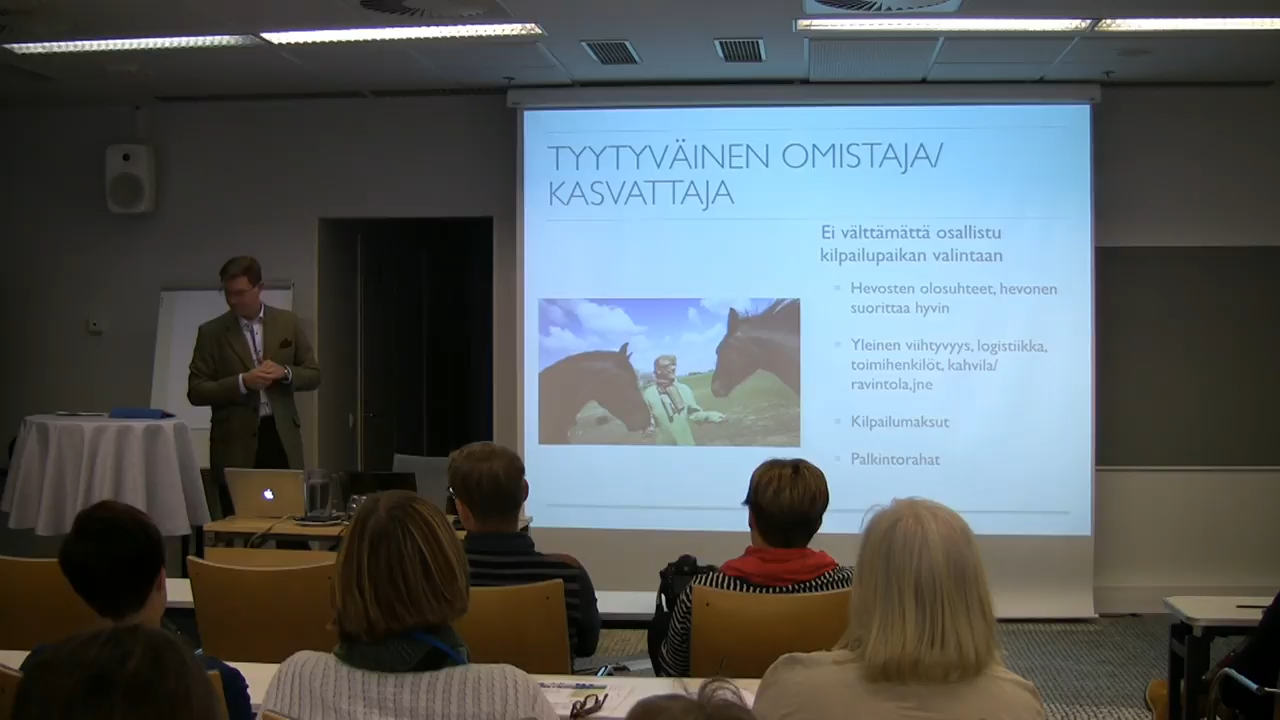 TYYTYVÄINEN OMISTAJA/
KASVATTAJA
Ei välttämättä osallistu
kilpailupaikan valintaan
Hevosten olosuhteet, hevonen
suorittaa hyvin
Yleinen viihtyvyys, logistiikka,
toimihenkilöt, kahvila/
ravintola,jne
Kilpailumaksut
Palkintorahat